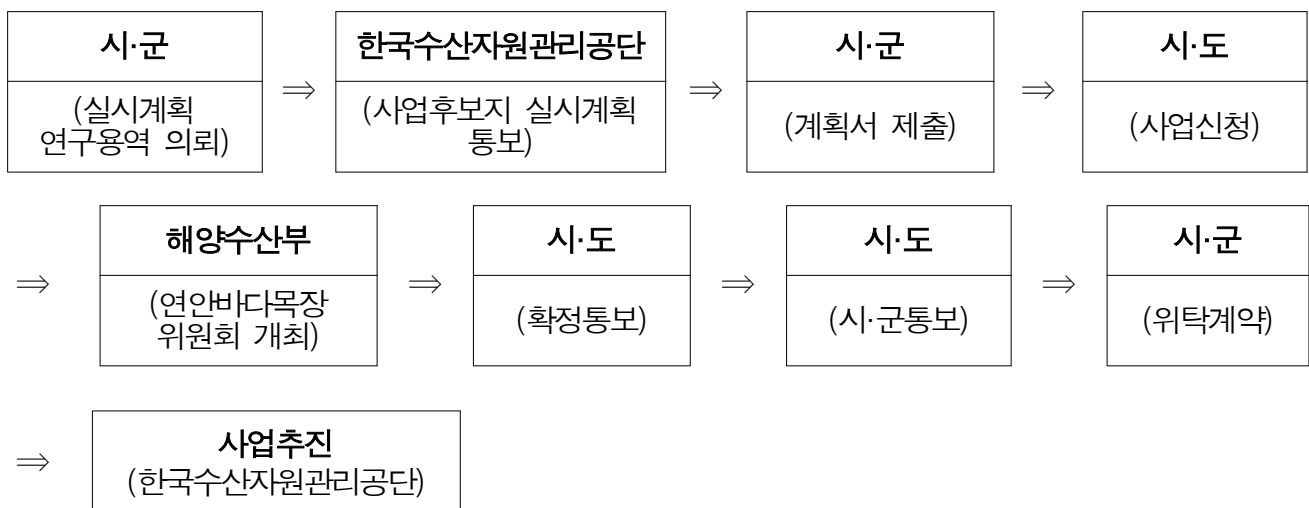 시·군 한국수산자원관리공단 시·군 시·도
(실시계획 ⇒ (사업후보지 실시계획 ⇒ (계획서 제출) ⇒ (사업신청)
연구용역 의뢰) 통보)
해양수산부 시·도 시·도 시·군
⇒ (연안바다목장 ⇒ (확정통보) ⇒ (시·군통보) ⇒ (위탁계약)
위원회 개최)
⇒ 사업추진
(한국수산자원관리공단)